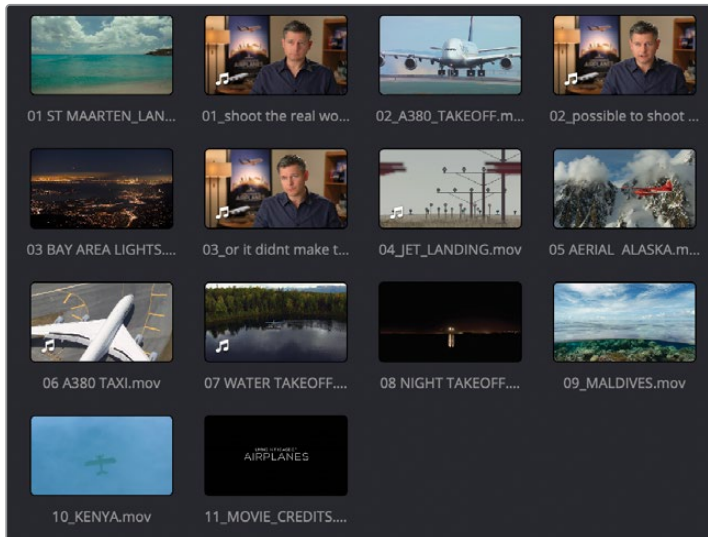 AIRPLANE
AIRPLANE
01 ST MAARTEN_LAN...
01_shoot the real wo...
02_A380_TAKEOFF.m...
02_possible to shoot ...
03 BAY AREA LIGHTS....
03_or it didnt make t...
04_JET_LANDING.mov
05 AERIAL ALASKA.m...
06 A380 TAXI.mov
07 WATER TAKEOFF....
08 NIGHT TAKEOFF....
09_MALDIVES.mov
AIRPLANES
10_KENYA.mov
11_MOVIE_CREDITS....